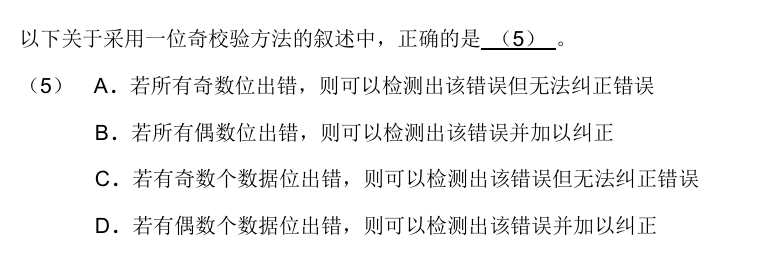 以下关于采用一位奇校验方法的叙述中，正确的是 （5） 。
（5） A．若所有奇数位出错，则可以检测出该错误但无法纠正错误
B．若所有偶数位出错，则可以检测出该错误并加以纠正
C．若有奇数个数据位出错，则可以检测出该错误但无法纠正错误
D．若有偶数个数据位出错，则可以检测出该错误并加以纠正